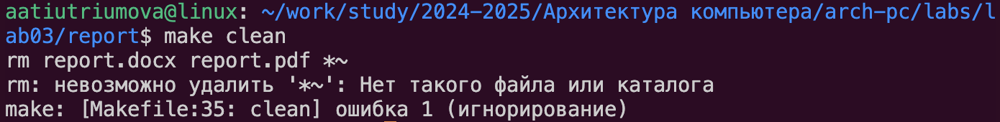 aatiutriumova@linux: ~/work/study/2024-2025/Архитектура компьютера/arch-pc/labs/l
ab03/report$ make clean
rm report.docx report.pdf *~
rm: невозможно удалить '*~': Нет такого файла или каталога
make: [Makefile:35: clean] ошибка 1 (игнорирование)